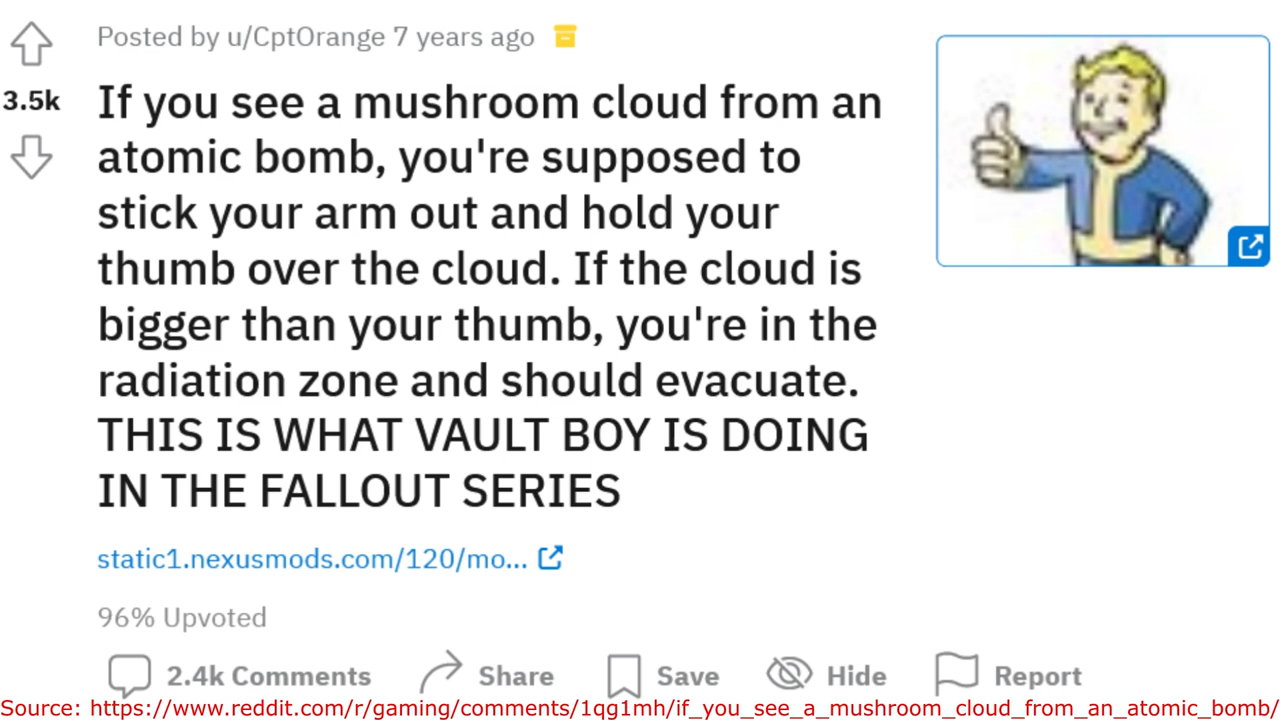 Posted by u/CptOrange 7 years ago
3.5k
If you see a mushroom cloud from an
atomic bomb, you're supposed to
stick your arm out and hold your
thumb over the cloud. If the cloud is
bigger than your thumb, you're in the
radiation zone and should evacuate.
THIS IS WHAT VAULT BOY IS DOING
IN THE FALLOUT SERIES
static1.nexusmods.com/120/mo...
96% Upvoted
2.4k Comments Share Save Hide Report
Source: https://www.reddit.com/r/gaming/comments/1qg1mh/if_you_see_a_mushroom_cloud_from_an_atomic_bomb/